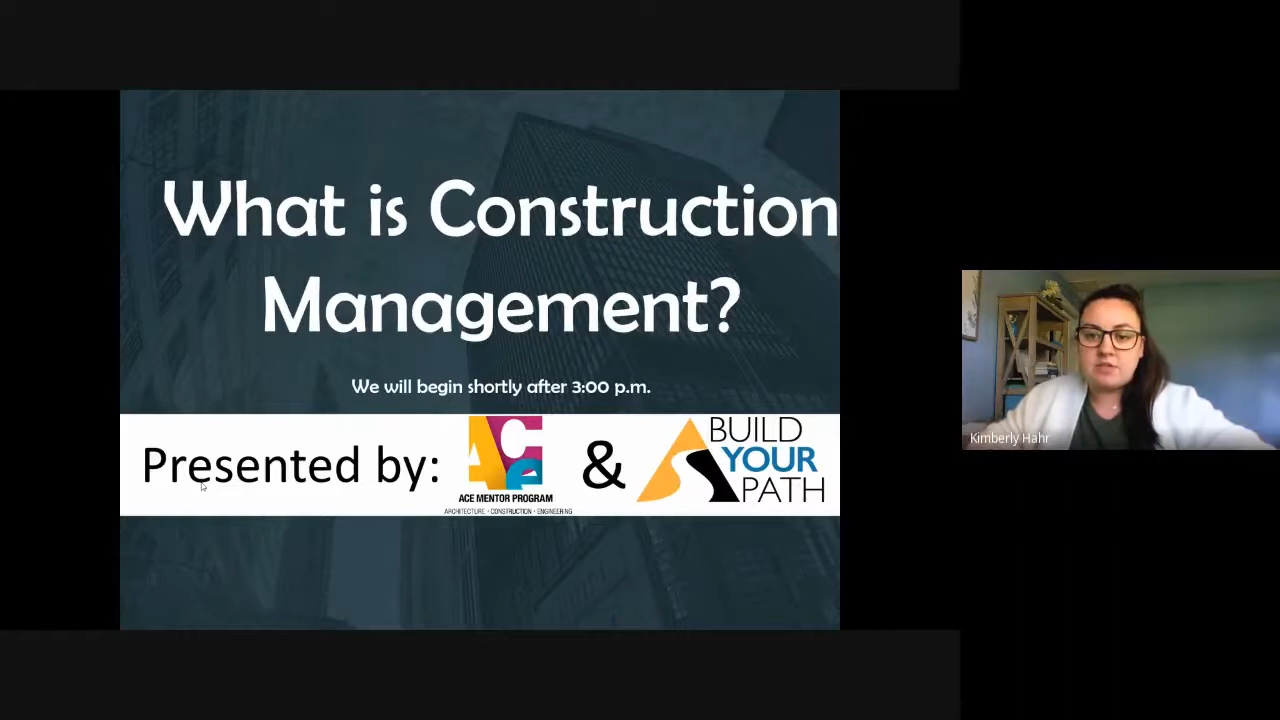 What is Construction
Management?
We will begin shortly after 3:00 p.m.
Presented by:
ACE
ACE MENTOR PROGRAM
ARCHITECTURE • CONSTRUCTION • ENGINEERING
&
BUILD
YOUR
PATH
Kimberly Hahr